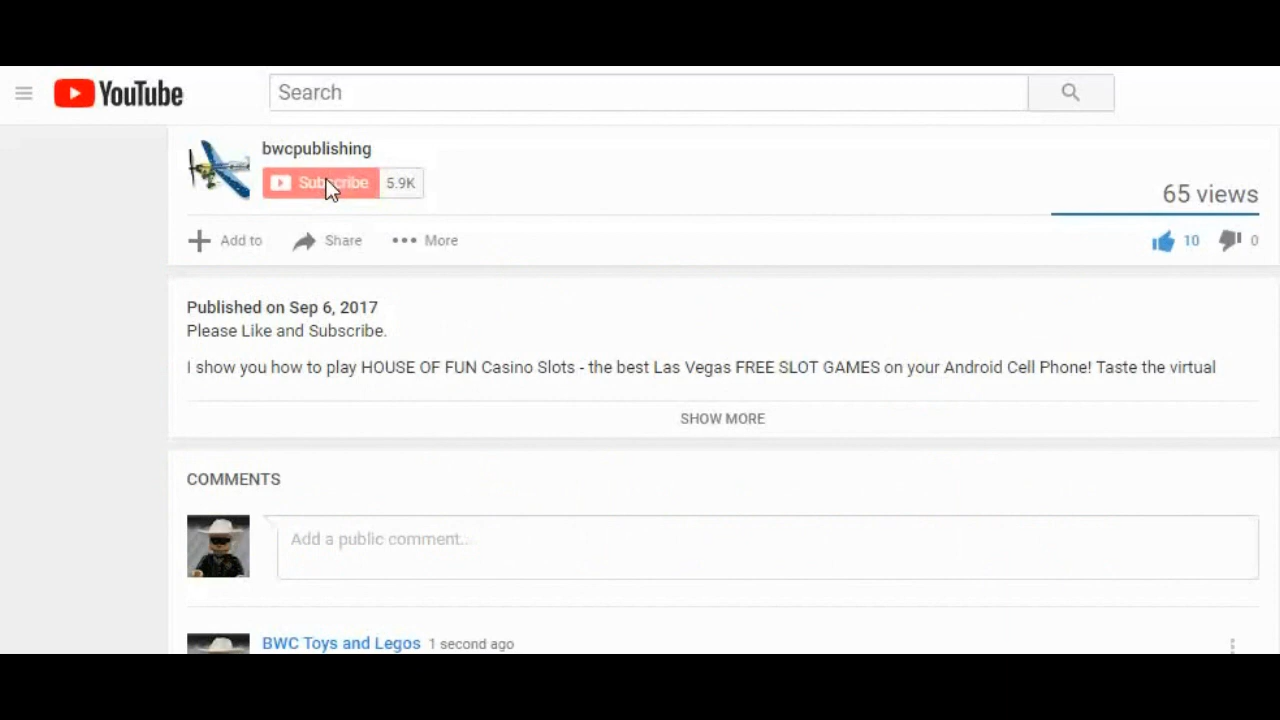 YouTube
Search
bwcpublishing
Subscribe 5.9K
65 views
Add to Share More 10 0
Published on Sep 6, 2017
Please Like and Subscribe.
I show you how to play HOUSE OF FUN Casino Slots - the best Las Vegas FREE SLOT GAMES on your Android Cell Phone! Taste the virtual
SHOW MORE
COMMENTS
Add a public comment...
BWC Toys and Legos 1 second ago